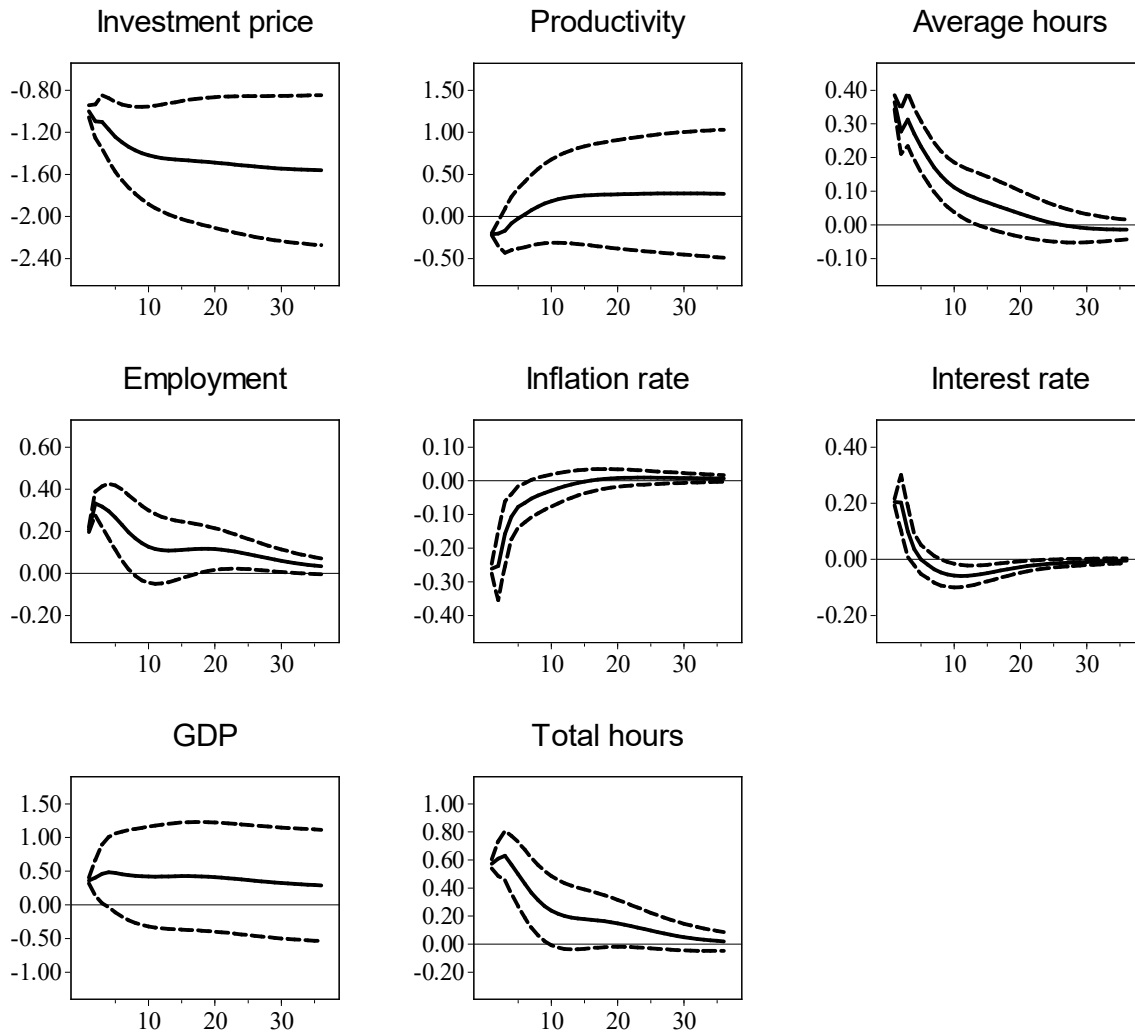 Investment price
Productivity
Average hours
-0.80
-1.20
-1.60
-2.00
-2.40
10 20 30
1.50
1.00
0.50
0.00
-0.50
10 20 30
0.40
0.30
0.20
0.10
0.00
-0.10
10 20 30
Employment
Inflation rate
Interest rate
0.60
0.40
0.20
0.00
-0.20
10 20 30
0.10
0.00
-0.10
-0.20
-0.30
-0.40
10 20 30
0.40
0.20
0.00
-0.20
10 20 30
GDP
Total hours
1.50
1.00
0.50
0.00
-0.50
-1.00
10 20 30
1.00
0.80
0.60
0.40
0.20
0.00
-0.20
10 20 30